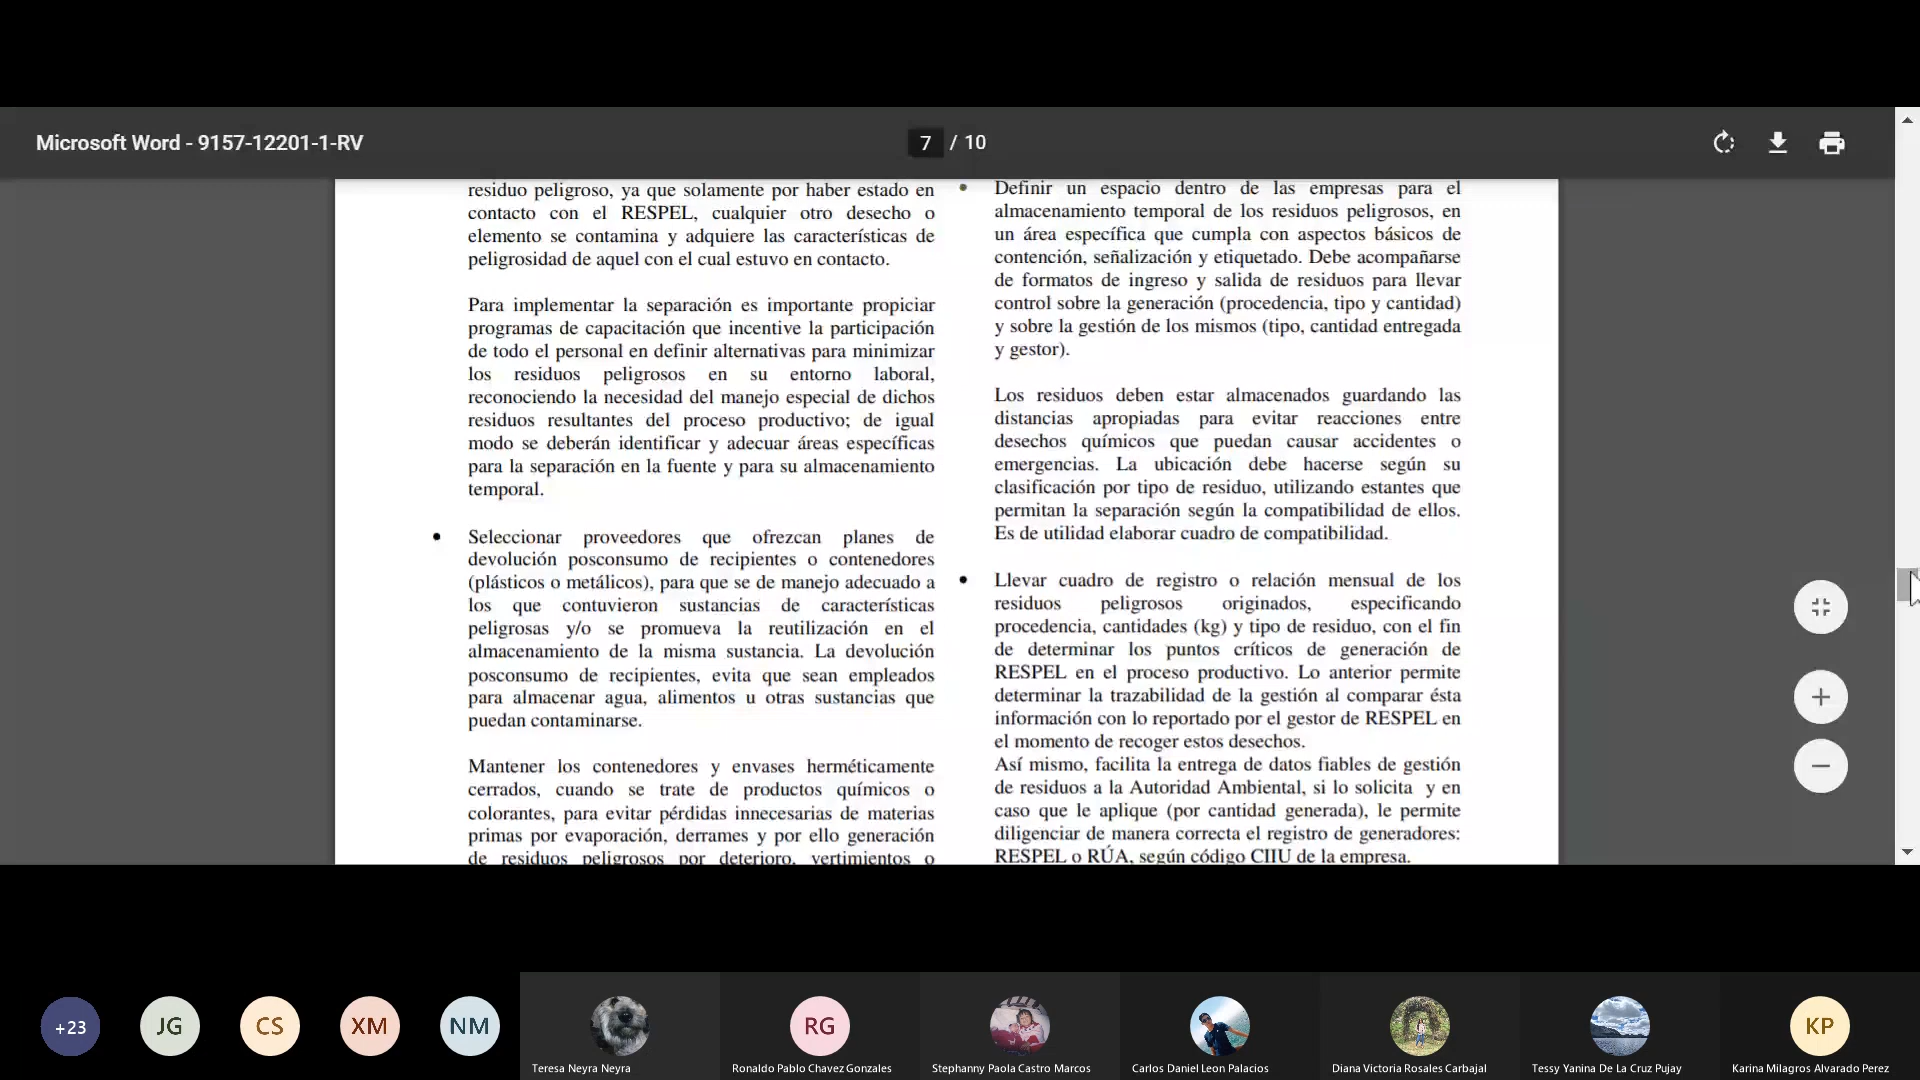 Microsoft Word - 9157-12201-1-RV
7 / 10
residuo peligroso, ya que solamente por haber estado en
contacto con el RESPEL, cualquier otro desecho o
elemento se contamina y adquiere las características de
peligrosidad de aquel con el cual estuvo en contacto.
Para implementar la separación es importante propiciar
programas de capacitación que incentive la participación
de todo el personal en definir alternativas para minimizar
los residuos peligrosos en su entorno laboral,
reconociendo la necesidad del manejo especial de dichos
residuos resultantes del proceso productivo; de igual
modo se deberán identificar y adecuar áreas específicas
para la separación en la fuente y para su almacenamiento
temporal.
• Seleccionar proveedores que ofrezcan planes de
devolución posconsumo de recipientes o contenedores
(plásticos o metálicos), para que se de manejo adecuado a
los que contuvieron sustancias de características
peligrosas y/o se promueva la reutilización en el
almacenamiento de la misma sustancia. La devolución
posconsumo de recipientes, evita que sean empleados
para almacenar agua, alimentos u otras sustancias que
puedan contaminarse.
Mantener los contenedores y envases herméticamente
cerrados, cuando se trate de productos químicos o
colorantes, para evitar pérdidas innecesarias de materias
primas por evaporación, derrames y por ello generación
de residuos peligrosos por deterioro, vertimientos o
• Definir un espacio dentro de las empresas para el
almacenamiento temporal de los residuos peligrosos, en
un área específica que cumpla con aspectos básicos de
contención, señalización y etiquetado. Debe acompañarse
de formatos de ingreso y salida de residuos para llevar
control sobre la generación (procedencia, tipo y cantidad)
y sobre la gestión de los mismos (tipo, cantidad entregada
y gestor).
Los residuos deben estar almacenados guardando las
distancias apropiadas para evitar reacciones entre
desechos químicos que puedan causar accidentes o
emergencias. La ubicación debe hacerse según su
clasificación por tipo de residuo, utilizando estantes que
permitan la separación según la compatibilidad de ellos.
Es de utilidad elaborar cuadro de compatibilidad.
• Llevar cuadro de registro o relación mensual de los
residuos peligrosos originados, especificando
procedencia, cantidades (kg) y tipo de residuo, con el fin
de determinar los puntos críticos de generación de
RESPEL en el proceso productivo. Lo anterior permite
determinar la trazabilidad de la gestión al comparar ésta
información con lo reportado por el gestor de RESPEL en
el momento de recoger estos desechos.
Así mismo, facilita la entrega de datos fiables de gestión
de residuos a la Autoridad Ambiental, si lo solicita y en
caso que le aplique (por cantidad generada), le permite
diligenciar de manera correcta el registro de generadores:
RESPEL o RÚA, según código CIIU de la empresa.
+23
JG
CS
XM
NM
Teresa Neyra Neyra
RG
Ronaldo Pablo Chavez Gonzales
Stephanny Paola Castro Marcos
Carlos Daniel Leon Palacios
Diana Victoria Rosales Carbajal
Tessy Yanina De La Cruz Pujay
KP
Karina Milagros Alvarado Perez